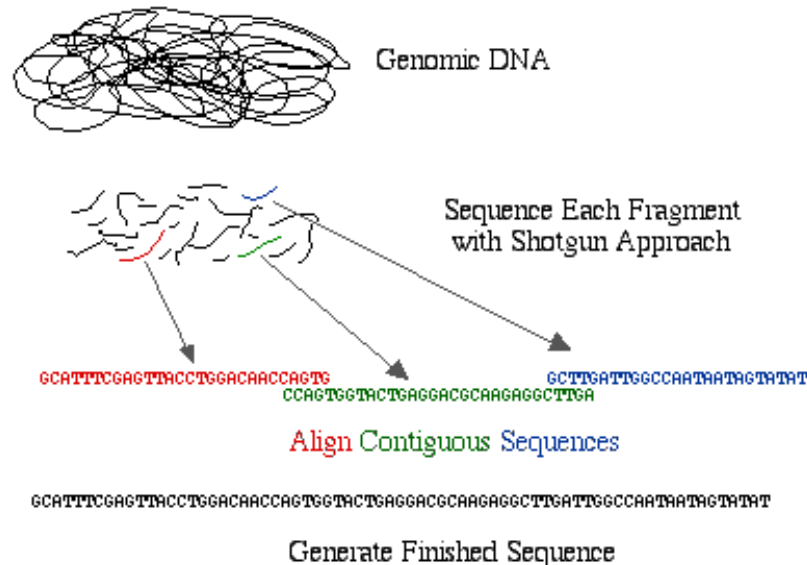 Genomic DNA
Sequence Each Fragment
with Shotgun Approach
GCATTTCGAGTTACCTGGACAACCAGTG
GCTTGATTGGCCAATAATAGTATAT
CCAGTGGTACTGAGGACGCAAGAGGCTTGA
Align Contiguous Sequences
GCATTTCGAGTTACCTGGACAACCAGTGGTACTGAGGACGCAAGAGGCTTGATTGGCCAATAATAGTATAT
Generate Finished Sequence